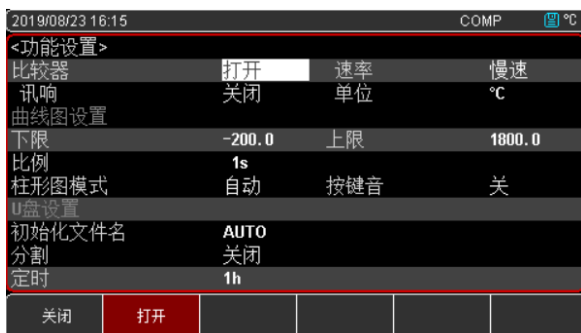 2019/08/23 16:15 COMP ℃
<功能设置>
比较器 打开 速率 慢速
讯响 关闭 单位 ℃
曲线图设置
下限 -200.0 上限 1800.0
比例 1s
柱形图模式 自动 按键音 关
U盘设置
初始化文件名 AUTO
分割 关闭
定时 1h
关闭 打开